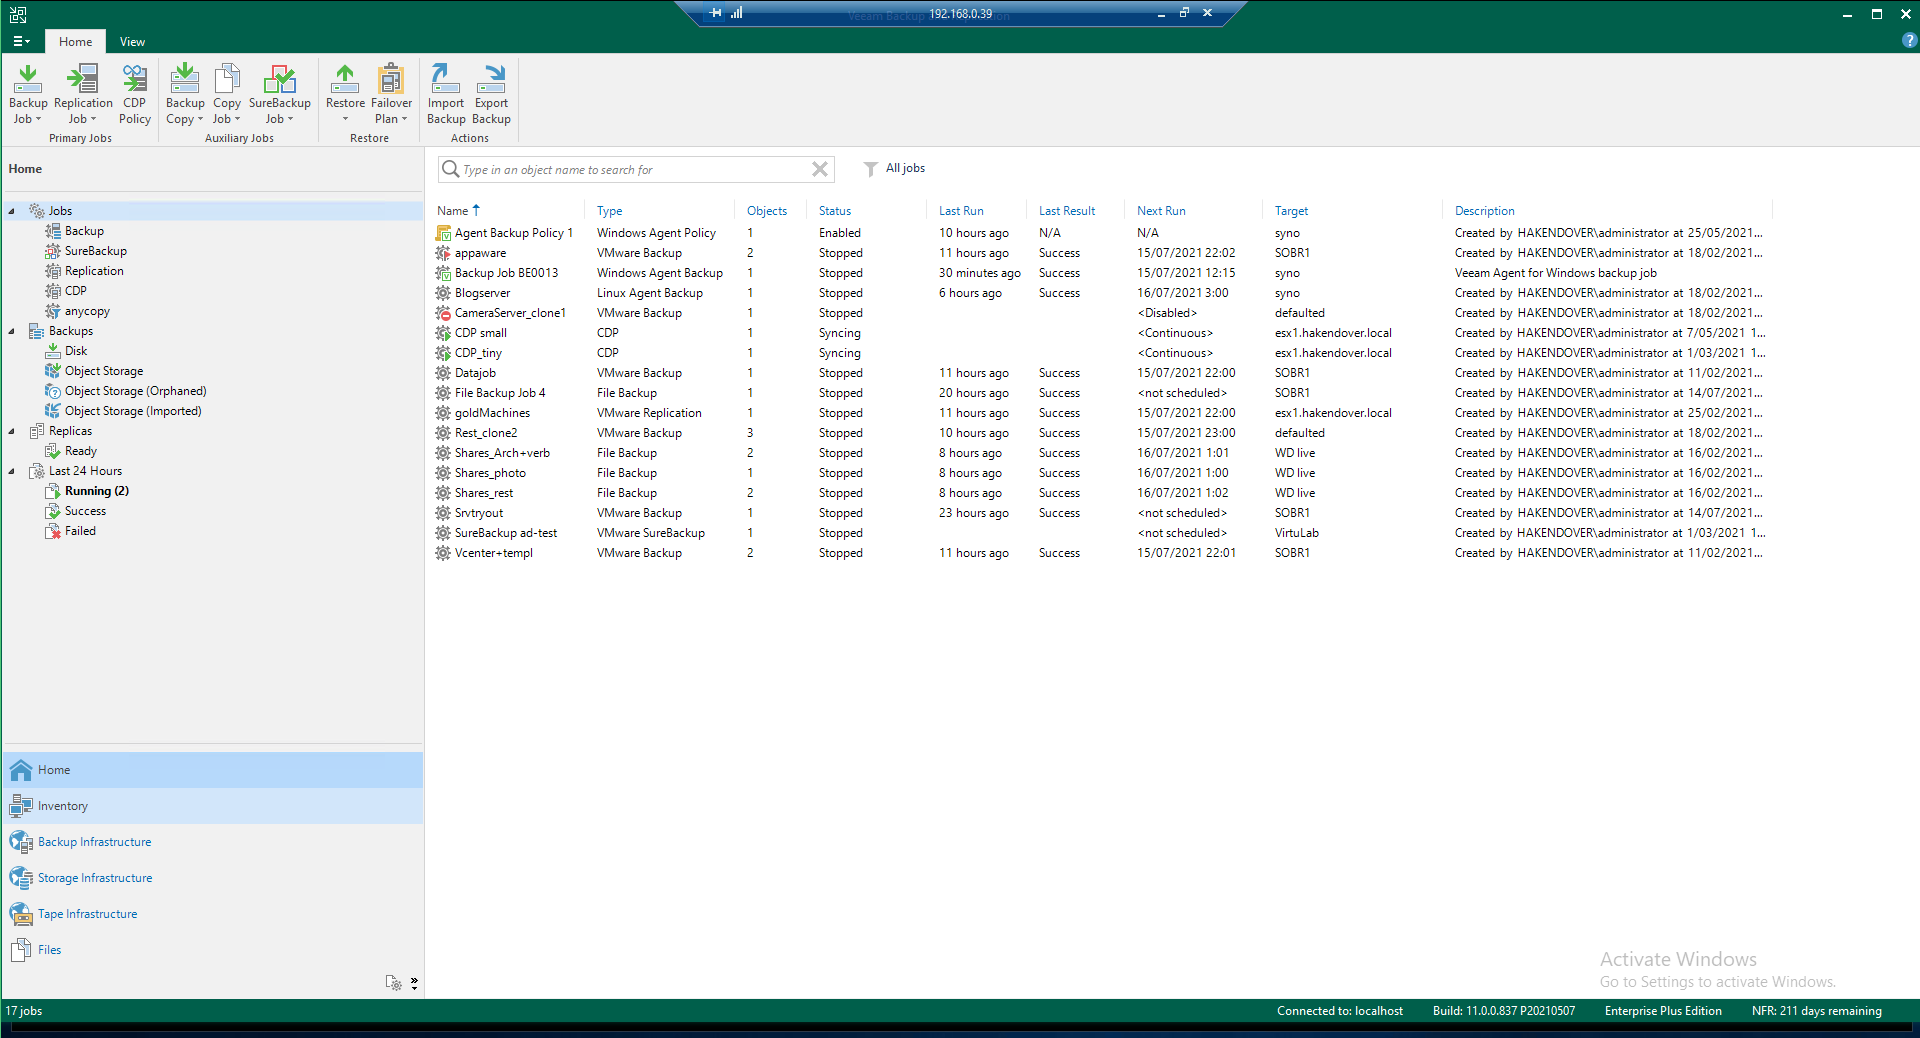 192.168.0.39
Home View
Backup Job Replication Job CDP Policy Backup Copy Copy Job SureBackup Job Restore Failover Plan Import Backup Export Backup
Primary Jobs Auxiliary Jobs Restore Actions
Home
Jobs
Backup
SureBackup
Replication
CDP
anycopy
Backups
Disk
Object Storage
Object Storage (Orphaned)
Object Storage (Imported)
Replicas
Ready
Last 24 Hours
Running (2)
Success
Failed
Home
Inventory
Backup Infrastructure
Storage Infrastructure
Tape Infrastructure
Files
Type in an object name to search for All jobs
Name Type Objects Status Last Run Last Result Next Run Target Description
Agent Backup Policy 1 Windows Agent Policy 1 Enabled 10 hours ago N/A N/A syno Created by HAKENDOVER\administrator at 25/05/2021...
appaware VMware Backup 2 Stopped 11 hours ago Success 15/07/2021 22:02 SOBR1 Created by HAKENDOVER\administrator at 18/02/2021...
Backup Job BE0013 Windows Agent Backup 1 Stopped 30 minutes ago Success 15/07/2021 12:15 syno Veeam Agent for Windows backup job
Blogserver Linux Agent Backup 1 Stopped 6 hours ago Success 16/07/2021 3:00 syno Created by HAKENDOVER\administrator at 18/02/2021...
CameraServer_clone1 VMware Backup 1 Stopped <Disabled> defaulted Created by HAKENDOVER\administrator at 18/02/2021...
CDP small CDP 1 Syncing <Continuous> esx1.hakendover.local Created by HAKENDOVER\administrator at 7/05/2021 1...
CDP_tiny CDP 1 Syncing <Continuous> esx1.hakendover.local Created by HAKENDOVER\administrator at 1/03/2021 1...
Datajob VMware Backup 1 Stopped 11 hours ago Success 15/07/2021 22:00 SOBR1 Created by HAKENDOVER\administrator at 11/02/2021...
File Backup Job 4 File Backup 1 Stopped 20 hours ago Success <not scheduled> SOBR1 Created by HAKENDOVER\administrator at 14/07/2021...
goldMachines VMware Replication 1 Stopped 11 hours ago Success 15/07/2021 22:00 esx1.hakendover.local Created by HAKENDOVER\administrator at 25/02/2021...
Rest_clone2 VMware Backup 3 Stopped 10 hours ago Success 15/07/2021 23:00 defaulted Created by HAKENDOVER\administrator at 18/02/2021...
Shares_Arch+verb File Backup 2 Stopped 8 hours ago Success 16/07/2021 1:01 WD live Created by HAKENDOVER\administrator at 16/02/2021...
Shares_photo File Backup 1 Stopped 8 hours ago Success 16/07/2021 1:00 WD live Created by HAKENDOVER\administrator at 16/02/2021...
Shares_rest File Backup 2 Stopped 8 hours ago Success 16/07/2021 1:02 WD live Created by HAKENDOVER\administrator at 16/02/2021...
Srvtryout VMware Backup 1 Stopped 23 hours ago Success <not scheduled> SOBR1 Created by HAKENDOVER\administrator at 14/07/2021...
SureBackup ad-test VMware SureBackup 1 Stopped <not scheduled> VirtuLab Created by HAKENDOVER\administrator at 1/03/2021 1...
Vcenter+templ VMware Backup 2 Stopped 11 hours ago Success 15/07/2021 22:01 SOBR1 Created by HAKENDOVER\administrator at 11/02/2021...
Activate Windows
Go to Settings to activate Windows.
17 jobs Connected to: localhost Build: 11.0.0.837 P20210507 Enterprise Plus Edition NFR: 211 days remaining